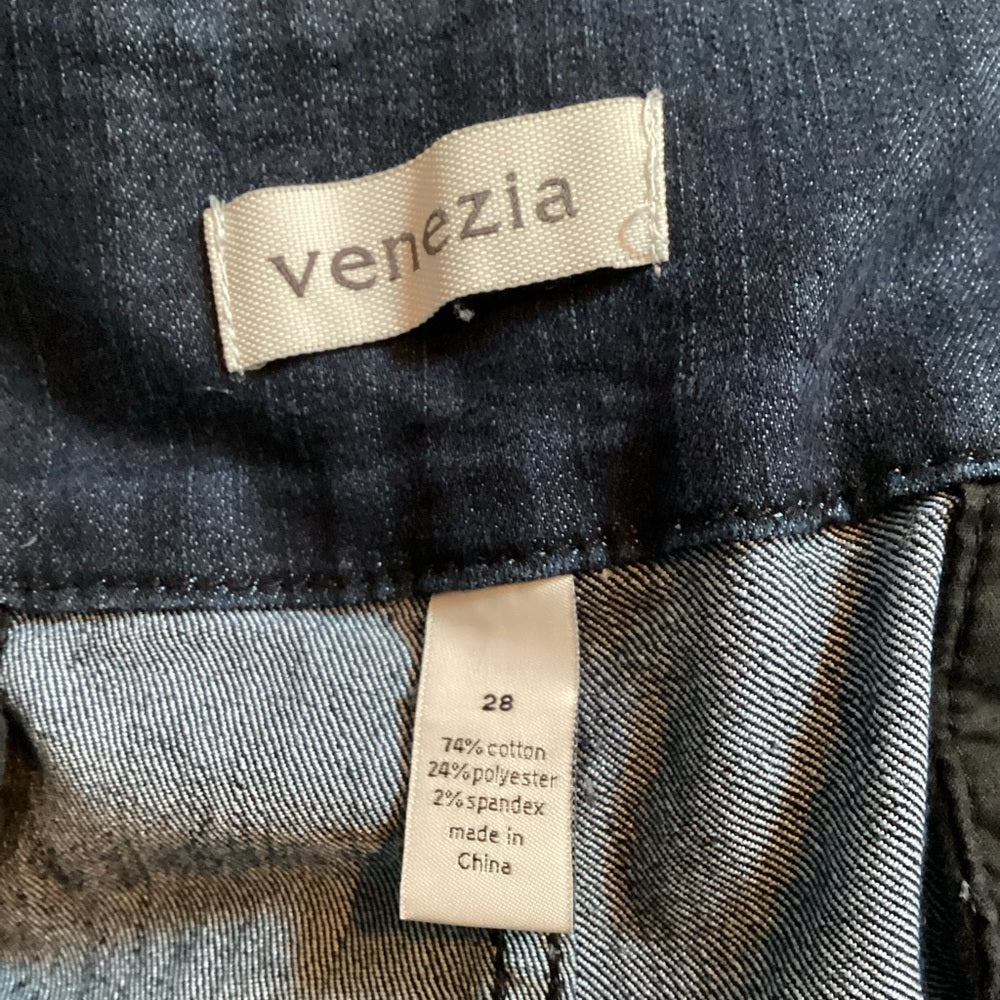 venezia
28
74% cotton
24% polyester
2% spandex
made in
China